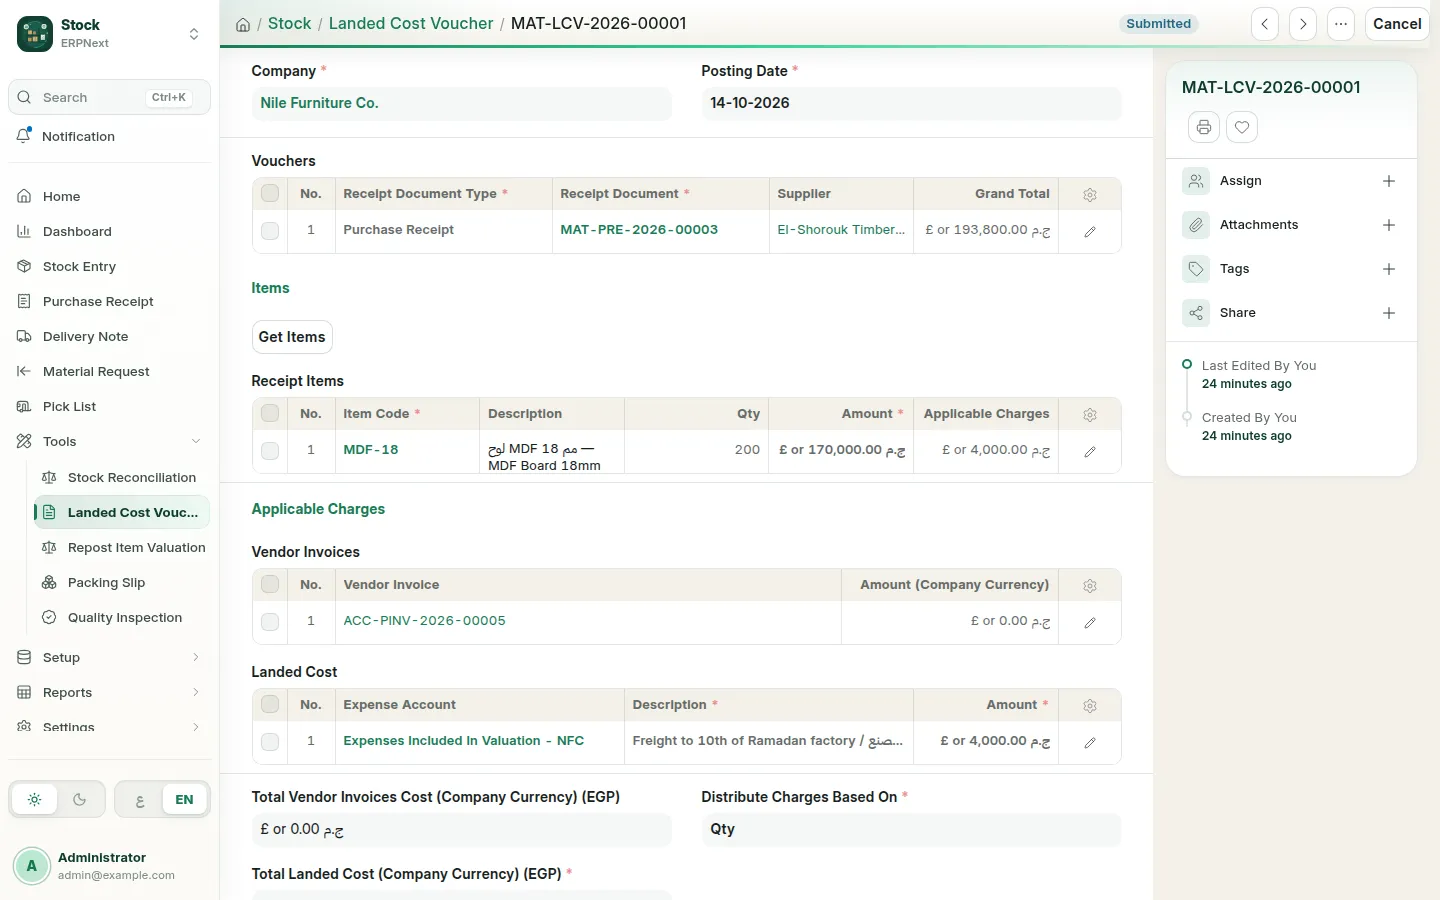 Stock
ERPNext
Search
Ctrl+K
Notification
Home
Dashboard
Stock Entry
Purchase Receipt
Delivery Note
Material Request
Pick List
Tools
Stock Reconciliation
Landed Cost Vouc...
Repost Item Valuation
Packing Slip
Quality Inspection
Setup
Reports
Settings
ع
EN
A
Administrator
admin@example.com
/ Stock / Landed Cost Voucher / MAT-LCV-2026-00001
Submitted
Cancel
Company *
Posting Date *
Nile Furniture Co.
14-10-2026
Vouchers
No. Receipt Document Type * Receipt Document * Supplier Grand Total
1 Purchase Receipt MAT-PRE-2026-00003 El-Shorouk Timber... £ or 193,800.00 ج.م
Items
Get Items
Receipt Items
No. Item Code * Description Qty Amount * Applicable Charges
1 MDF-18 لوح MDF 18 مم — 200 £ or 170,000.00 ج.م £ or 4,000.00 ج.م
MDF Board 18mm
Applicable Charges
Vendor Invoices
No. Vendor Invoice Amount (Company Currency)
1 ACC-PINV-2026-00005 £ or 0.00 ج.م
Landed Cost
No. Expense Account Description * Amount *
1 Expenses Included In Valuation - NFC Freight to 10th of Ramadan factory / صنع... £ or 4,000.00 ج.م
Total Vendor Invoices Cost (Company Currency) (EGP)
Distribute Charges Based On *
£ or 0.00 ج.م
Qty
Total Landed Cost (Company Currency) (EGP) *
MAT-LCV-2026-00001
Assign
Attachments
Tags
Share
Last Edited By You
24 minutes ago
Created By You
24 minutes ago